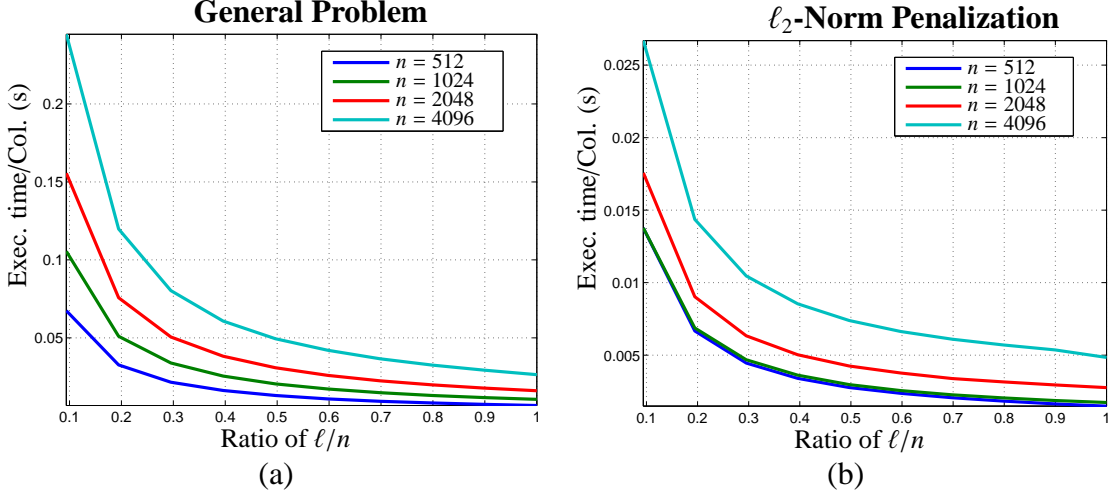 General Problem
Exec. time/Col. (s)
0.2
0.15
0.1
0.05
n = 512
n = 1024
n = 2048
n = 4096
0.1 0.2 0.3 0.4 0.5 0.6 0.7 0.8 0.9 1
Ratio of ℓ/n
(a)
ℓ₂-Norm Penalization
Exec. time/Col. (s)
0.025
0.02
0.015
0.01
0.005
n = 512
n = 1024
n = 2048
n = 4096
0.1 0.2 0.3 0.4 0.5 0.6 0.7 0.8 0.9 1
Ratio of ℓ/n
(b)